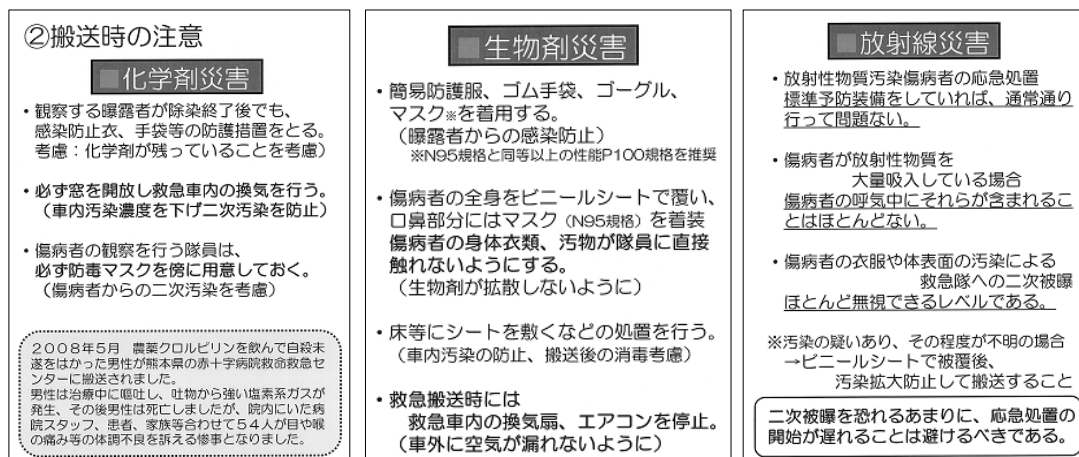 ②搬送時の注意
■化学剤災害
・観察する曝露者が除染終了後でも、
感染防止衣、手袋等の防護措置をとる。
考慮：化学剤が残っていることを考慮）
・必ず窓を開放し救急車内の換気を行う。
（車内汚染濃度を下げ二次汚染を防止）
・傷病者の観察を行う隊員は、
必ず防毒マスクを傍に用意しておく。
（傷病者からの二次汚染を考慮）
２００８年５月　農薬クロルピリンを飲んで自殺未
遂をはかった男性が熊本県の赤十字病院救命救急セ
ンターに搬送されました。
男性は治療中に嘔吐し、吐物から強い塩素系ガスが
発生、その後男性は死亡しましたが、院内にいた病
院スタッフ、患者、家族等合わせて５４人が目や喉
の痛み等の体調不良を訴える惨事となりました。
■生物剤災害
・簡易防護服、ゴム手袋、ゴーグル、
マスク※を着用する。
（曝露者からの感染防止）
※N95規格と同等以上の性能P100規格を推奨
・傷病者の全身をビニールシートで覆い、
口鼻部分にはマスク（N95規格）を着装
傷病者の身体衣類、汚物が隊員に直接
触れないようにする。
（生物剤が拡散しないように）
・床等にシートを敷くなどの処置を行う。
（車内汚染の防止、搬送後の消毒考慮）
・救急搬送時には
救急車内の換気扇、エアコンを停止。
（車外に空気が漏れないように）
■放射線災害
・放射性物質汚染傷病者の応急処置
標準予防装備をしていれば、通常通り
行って問題ない。
・傷病者が放射性物質を
大量吸入している場合
傷病者の呼気中にそれらが含まれるこ
とはほとんどない。
・傷病者の衣服や体表面の汚染による
救急隊への二次被曝
ほとんど無視できるレベルである。
※汚染の疑いあり、その程度が不明の場合
→ビニールシートで被覆後、
汚染拡大防止して搬送すること
二次被曝を恐れるあまりに、応急処置の
開始が遅れることは避けるべきである。